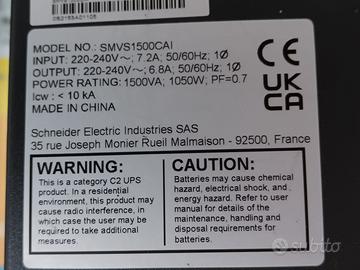 0B2153A01105
MODEL NO.: SMVS1500CAI
INPUT: 220-240V~; 7.2A; 50/60Hz; 1Ø
OUTPUT: 220-240V~; 6.8A; 50/60Hz; 1Ø
POWER RATING: 1500VA, 1050W, PF=0.7
Icw: < 10 kA
MADE IN CHINA
CE
UK
CA
Schneider Electric Industries SAS
35 rue Joseph Monier Rueil Malmaison - 92500, France
WARNING:
This is a category C2 UPS
product. In a residential
environment, this product may
cause radio interference, in
which case the user may need
to take additional measures
CAUTION:
Batteries may cause chemical
hazard, electrical shock, and
energy hazard. Refer to user
manual for details of the
maintenance, handling and
disposal requirements for
batteries.
subito